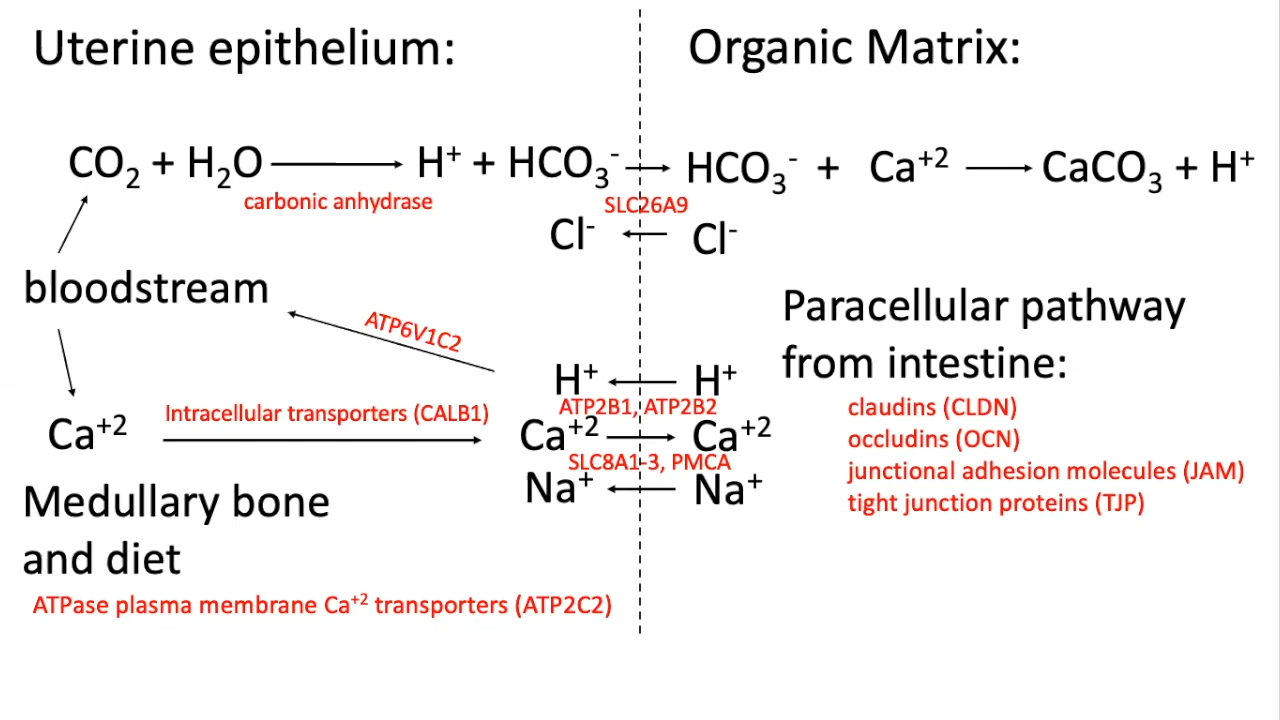 Uterine epithelium:
Organic Matrix:
CO₂ + H₂O ⟶ H⁺ + HCO₃⁻ → HCO₃⁻ + Ca⁺² ⟶ CaCO₃ + H⁺
carbonic anhydrase
SLC26A9
Cl⁻ ← Cl⁻
bloodstream
ATP6V1C2
H⁺ ← H⁺
ATP2B1, ATP2B2
Intracellular transporters (CALB1)
Ca⁺² ⟶ Ca⁺² → Ca⁺²
SLC8A1-3, PMCA
Na⁺ ← Na⁺
Medullary bone
and diet
ATPase plasma membrane Ca⁺² transporters (ATP2C2)
Paracellular pathway
from intestine:
claudins (CLDN)
occludins (OCN)
junctional adhesion molecules (JAM)
tight junction proteins (TJP)